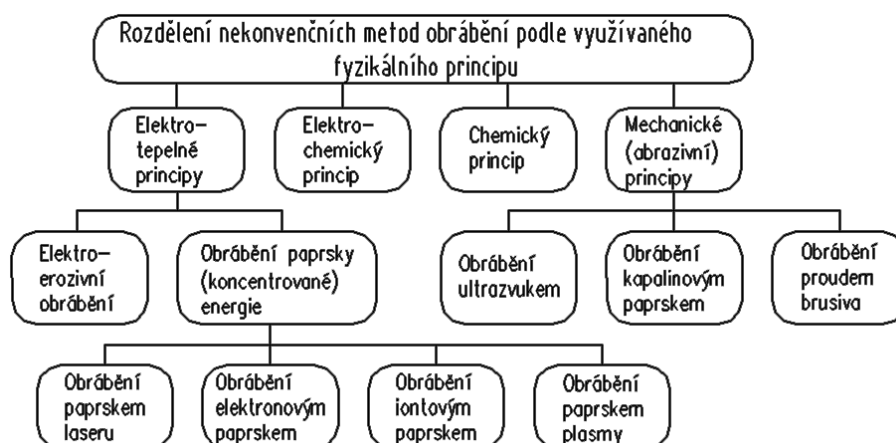 Rozdělení nekonvenčních metod obrábění podle využívaného
fyzikálního principu
Elektro-
tepelné
principy
Elektro-
chemický
princip
Chemický
princip
Mechanické
(abrazivní)
principy
Elektro-
erozivní
obrábění
Obrábění paprsky
(koncentrované)
energie
Obrábění
ultrazvukem
Obrábění
kapalinovým
paprskem
Obrábění
proudem
brusiva
Obrábění
paprskem
laseru
Obrábění
elektronovým
paprskem
Obrábění
iontovým
paprskem
Obrábění
paprskem
plasmy